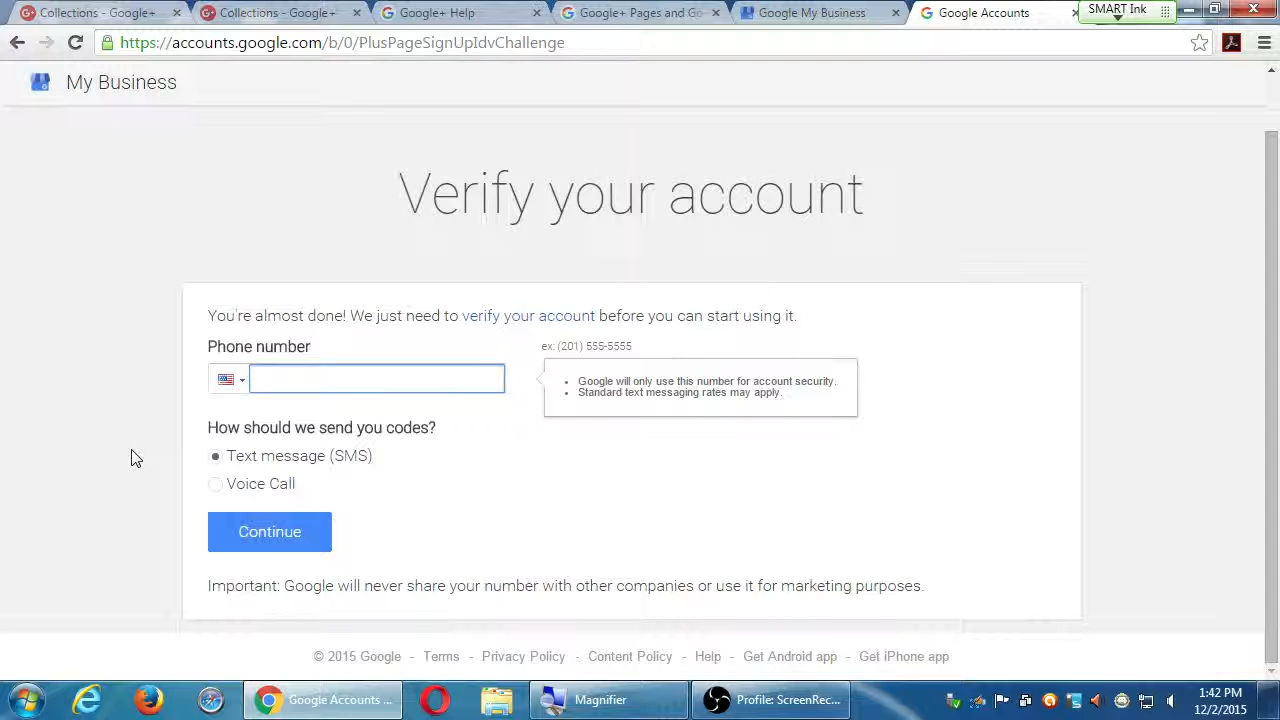 Collections - Google+
Collections - Google+
Google+ Help
Google+ Pages and Go
Google My Business
Google Accounts
SMART Ink
https://accounts.google.com/b/0/PlusPageSignUpIdvChallenge
My Business
Verify your account
You're almost done! We just need to verify your account before you can start using it.
Phone number
ex: (201) 555-5555
Google will only use this number for account security.
Standard text messaging rates may apply.
How should we send you codes?
Text message (SMS)
Voice Call
Continue
Important: Google will never share your number with other companies or use it for marketing purposes.
© 2015 Google - Terms - Privacy Policy - Content Policy - Help - Get Android app - Get iPhone app
Google Accounts ...
Magnifier
Profile: ScreenRec...
1:42 PM
12/2/2015